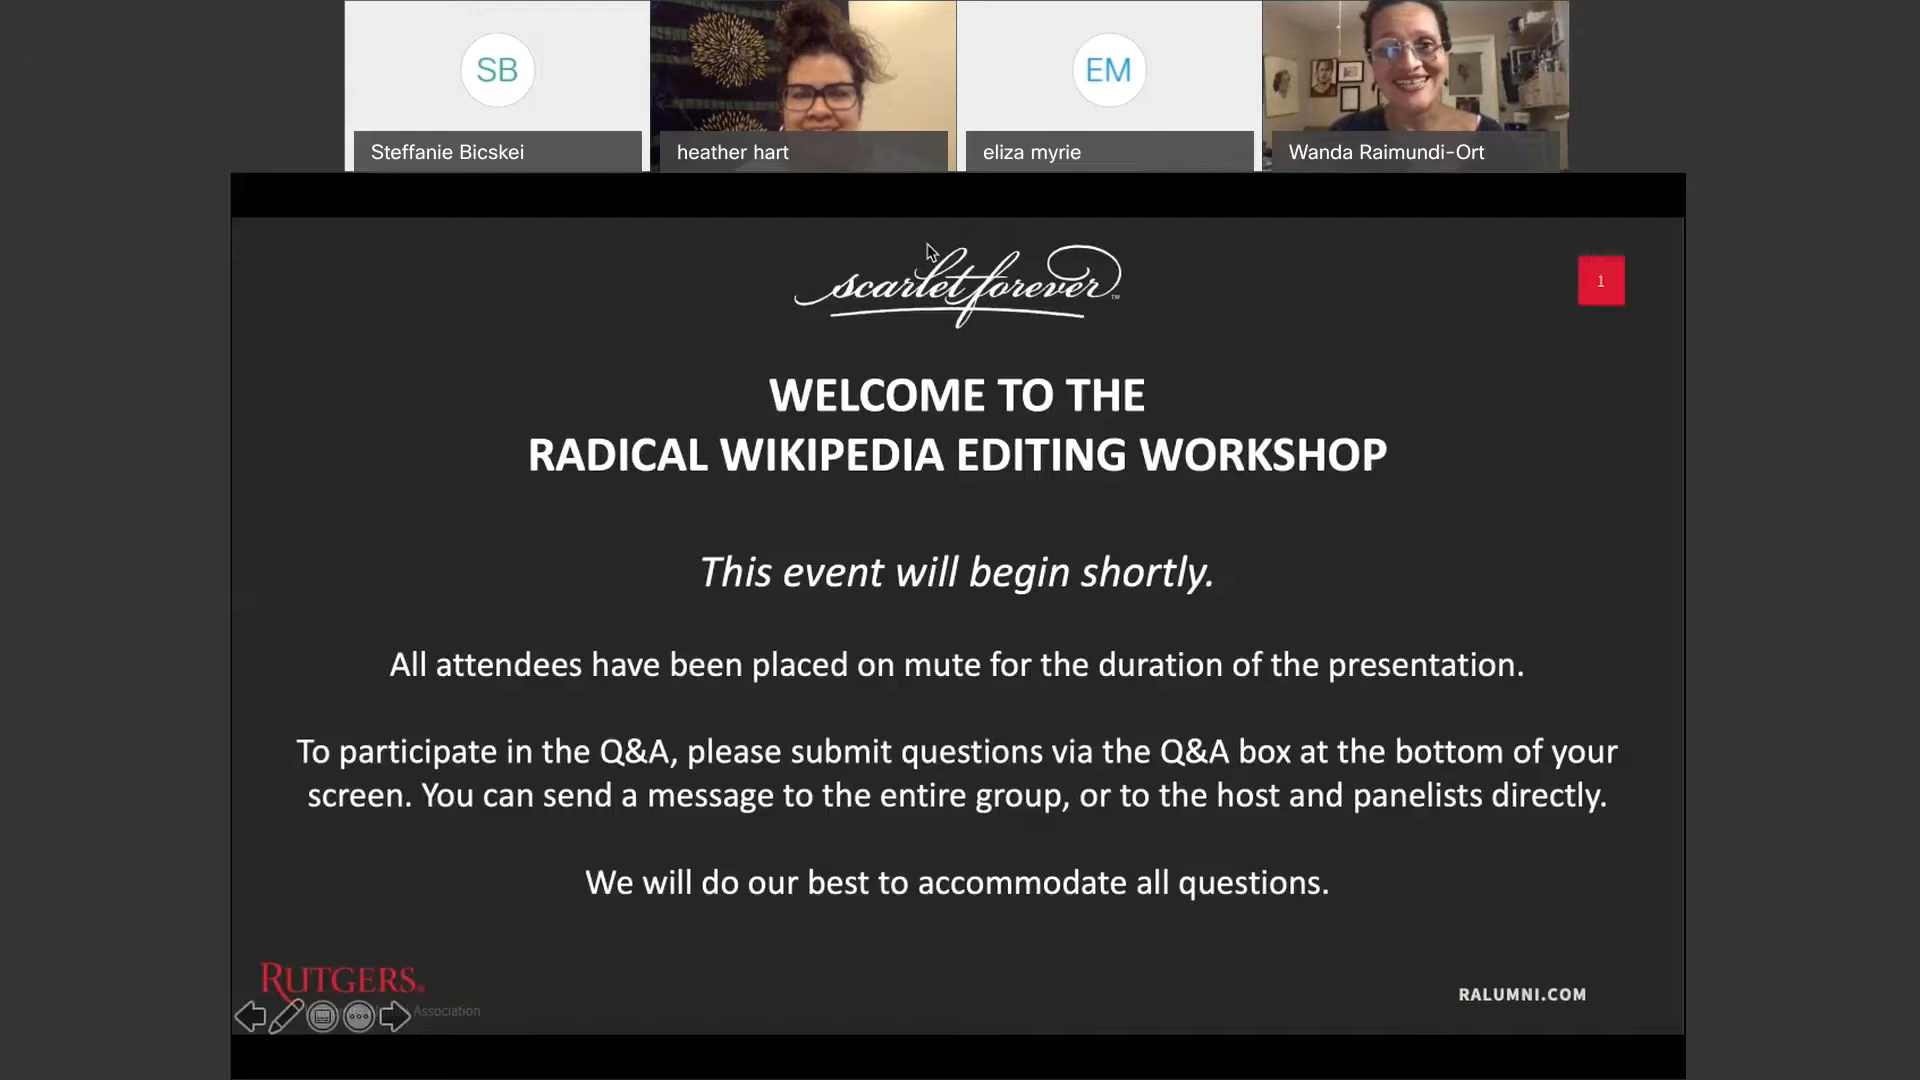 SB
EM
Steffanie Bicskei
heather hart
eliza myrie
Wanda Raimundi-Ort
scarlet forever™
1
WELCOME TO THE
RADICAL WIKIPEDIA EDITING WORKSHOP
This event will begin shortly.
All attendees have been placed on mute for the duration of the presentation.
To participate in the Q&A, please submit questions via the Q&A box at the bottom of your
screen. You can send a message to the entire group, or to the host and panelists directly.
We will do our best to accommodate all questions.
RUTGERS®
Association
RALUMNI.COM